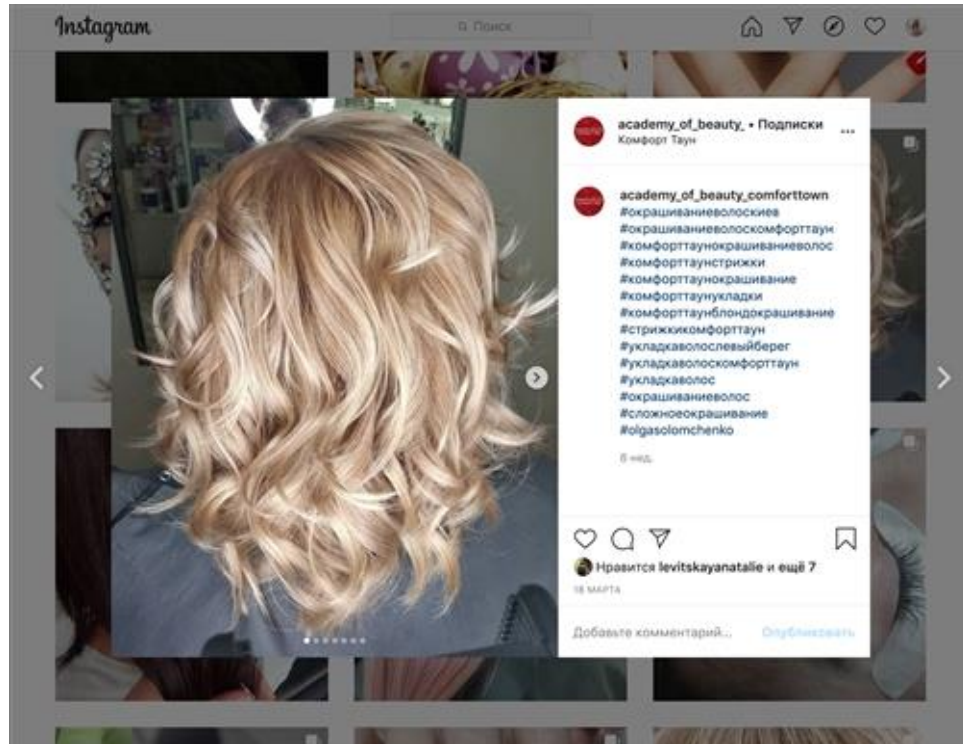 Instagram
Поиск
academy_of_beauty_ • Подписки
Комфорт Таун
academy_of_beauty_comforttown
#окрашиваниеволоскиев
#окрашиваниеволоскомфорттаун
#комфорттаунокрашиваниеволос
#комфорттаунстрижки
#комфорттаунокрашивание
#комфорттаунукладки
#комфорттаунблондокрашивание
#стрижкикомфорттаун
#укладкаволослевыйберег
#укладкаволоскомфорттаун
#укладкаволос
#окрашиваниеволос
#сложноеокрашивание
#olgasolomchenko
нед.
Нравится levitskayanatalie и ещё 7
18 МАРТА
Добавьте комментарий...
Опубликовать